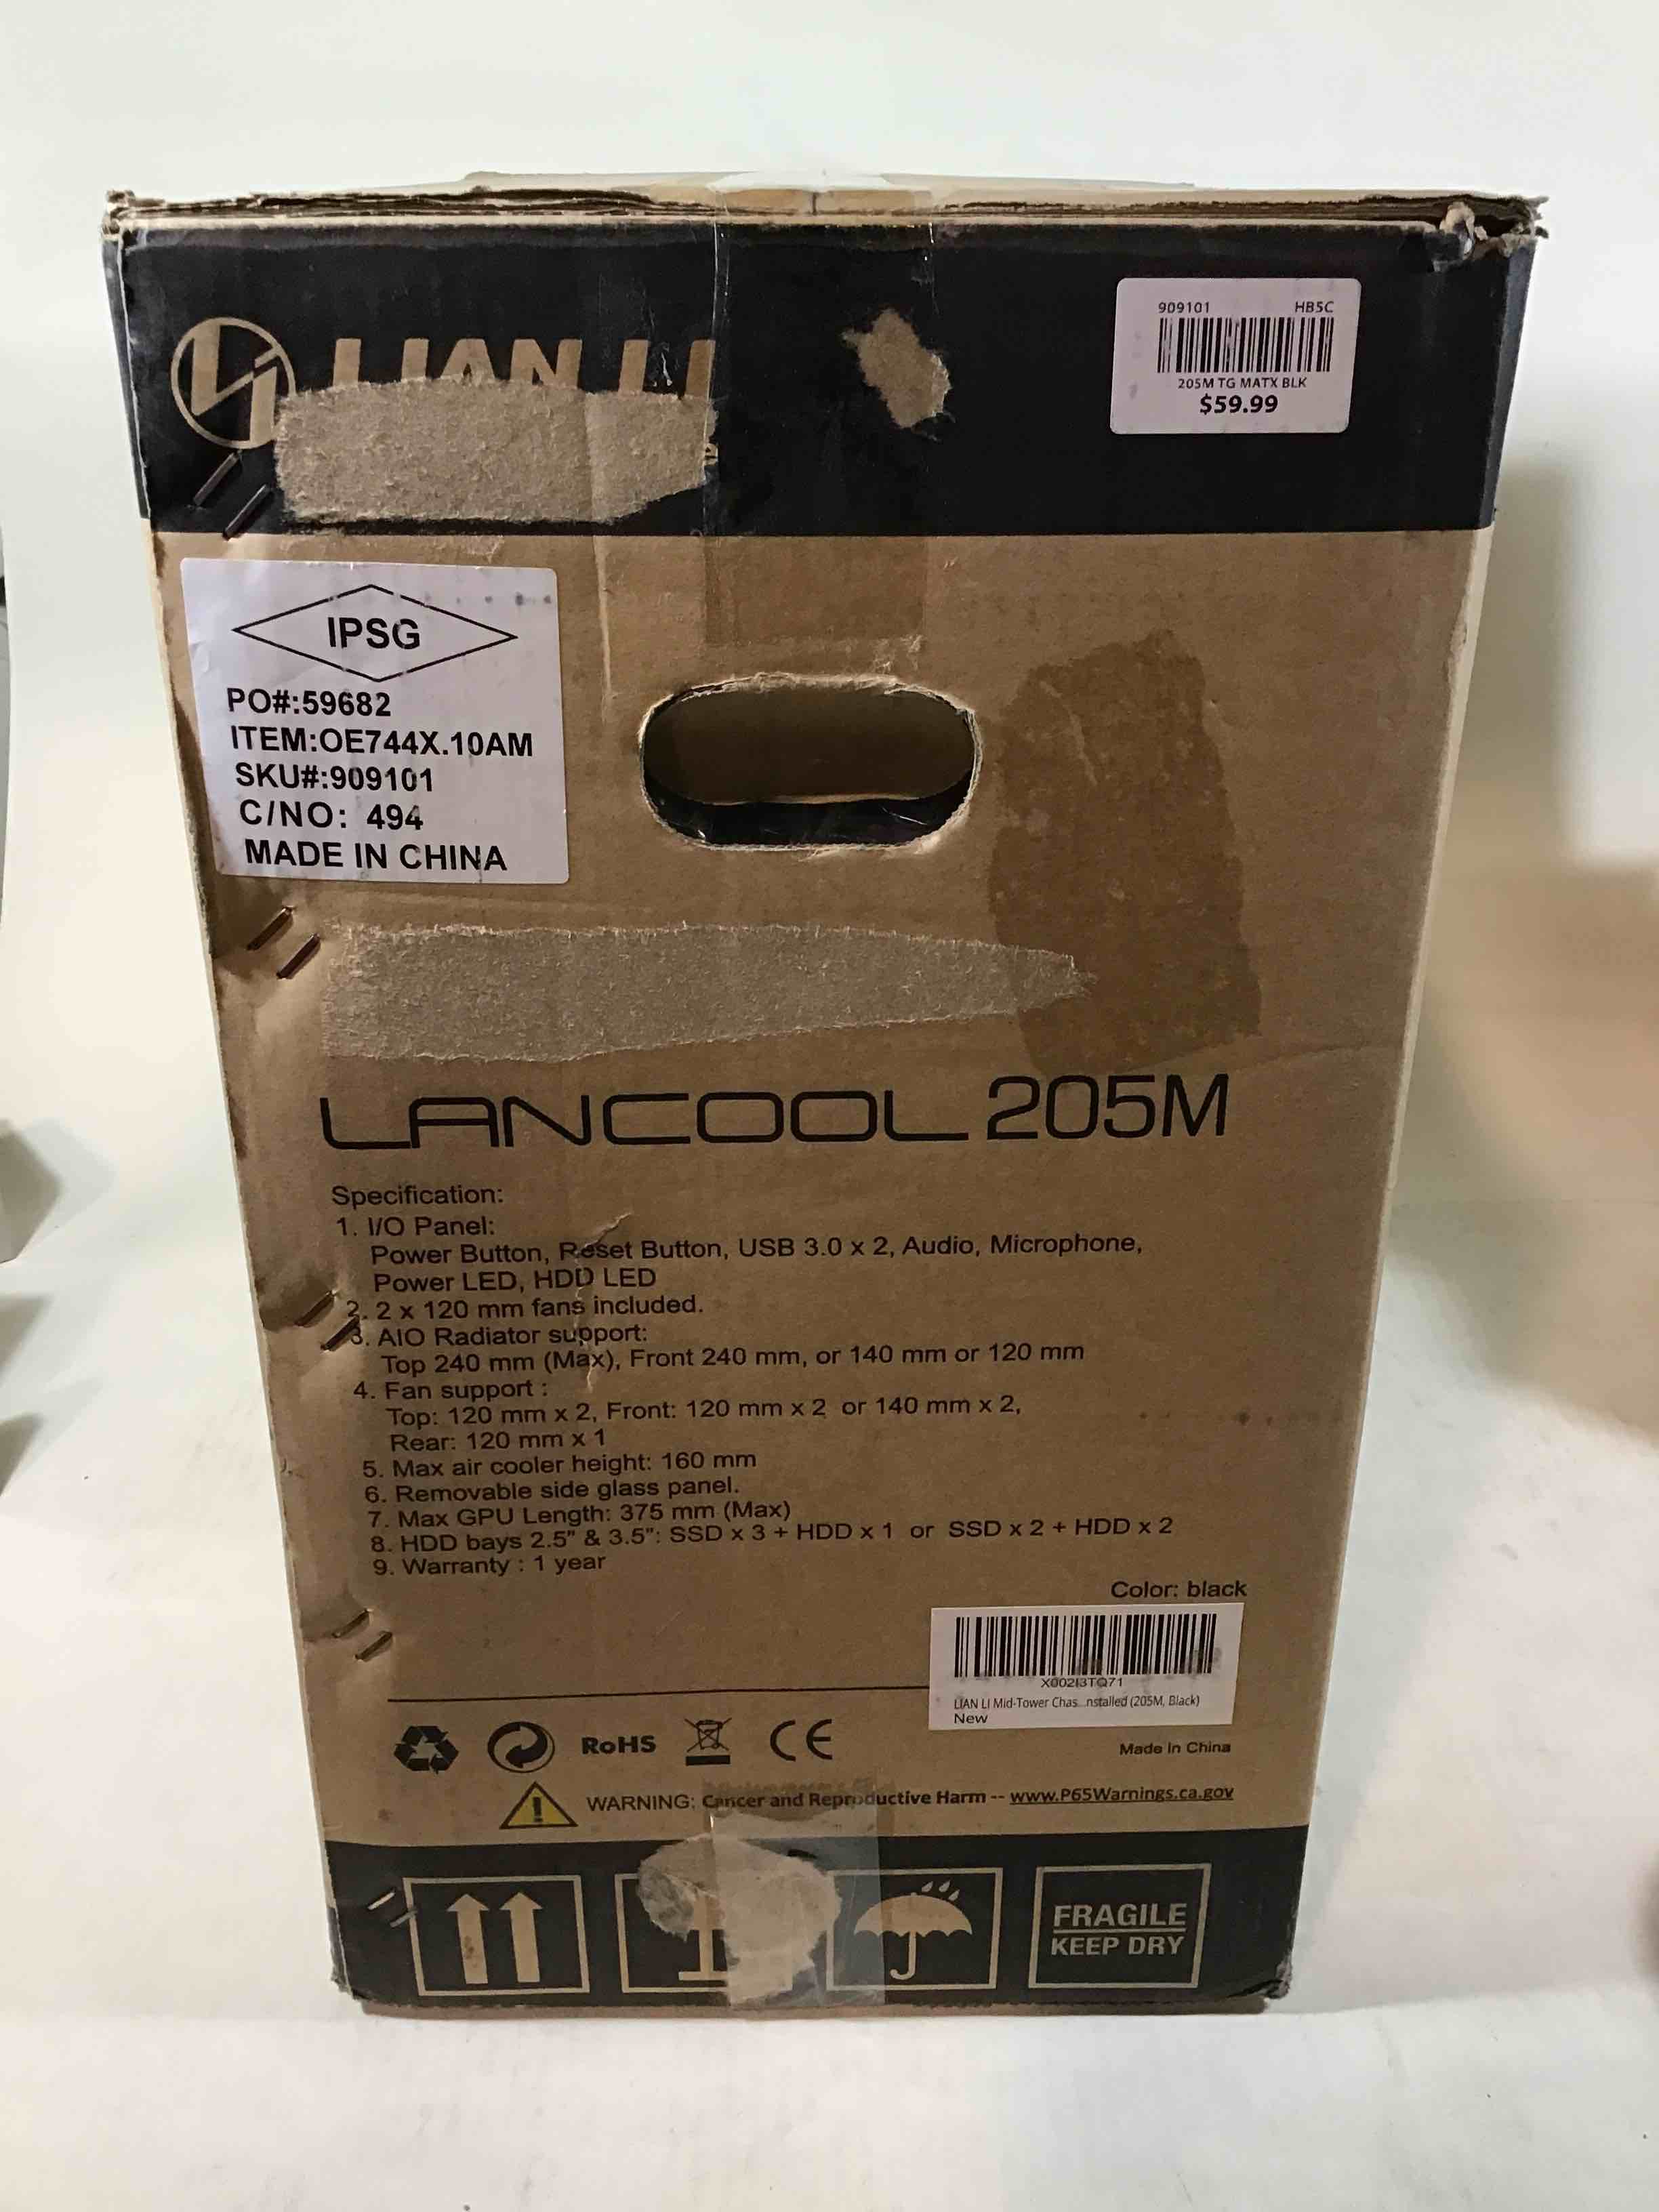 LIAN LI
909101 HB5C
205M TG MATX BLK
$59.99
IPSG
PO#:59682
ITEM:OE744X.10AM
SKU#:909101
C/NO: 494
MADE IN CHINA
LANCOOL 205M
Specification:
1. I/O Panel:
Power Button, Reset Button, USB 3.0 x 2, Audio, Microphone,
Power LED, HDD LED
2. 2 x 120 mm fans included.
3. AIO Radiator support:
Top 240 mm (Max), Front 240 mm, or 140 mm or 120 mm
4. Fan support :
Top: 120 mm x 2, Front: 120 mm x 2 or 140 mm x 2,
Rear: 120 mm x 1
5. Max air cooler height: 160 mm
6. Removable side glass panel.
7. Max GPU Length: 375 mm (Max)
8. HDD bays 2.5" & 3.5": SSD x 3 + HDD x 1 or SSD x 2 + HDD x 2
9. Warranty : 1 year
Color: black
X002I3TQ71
LIAN LI Mid-Tower Chas...nstalled (205M, Black)
New
RoHS CE
Made In China
WARNING: Cancer and Reproductive Harm -- www.P65Warnings.ca.gov
FRAGILE
KEEP DRY